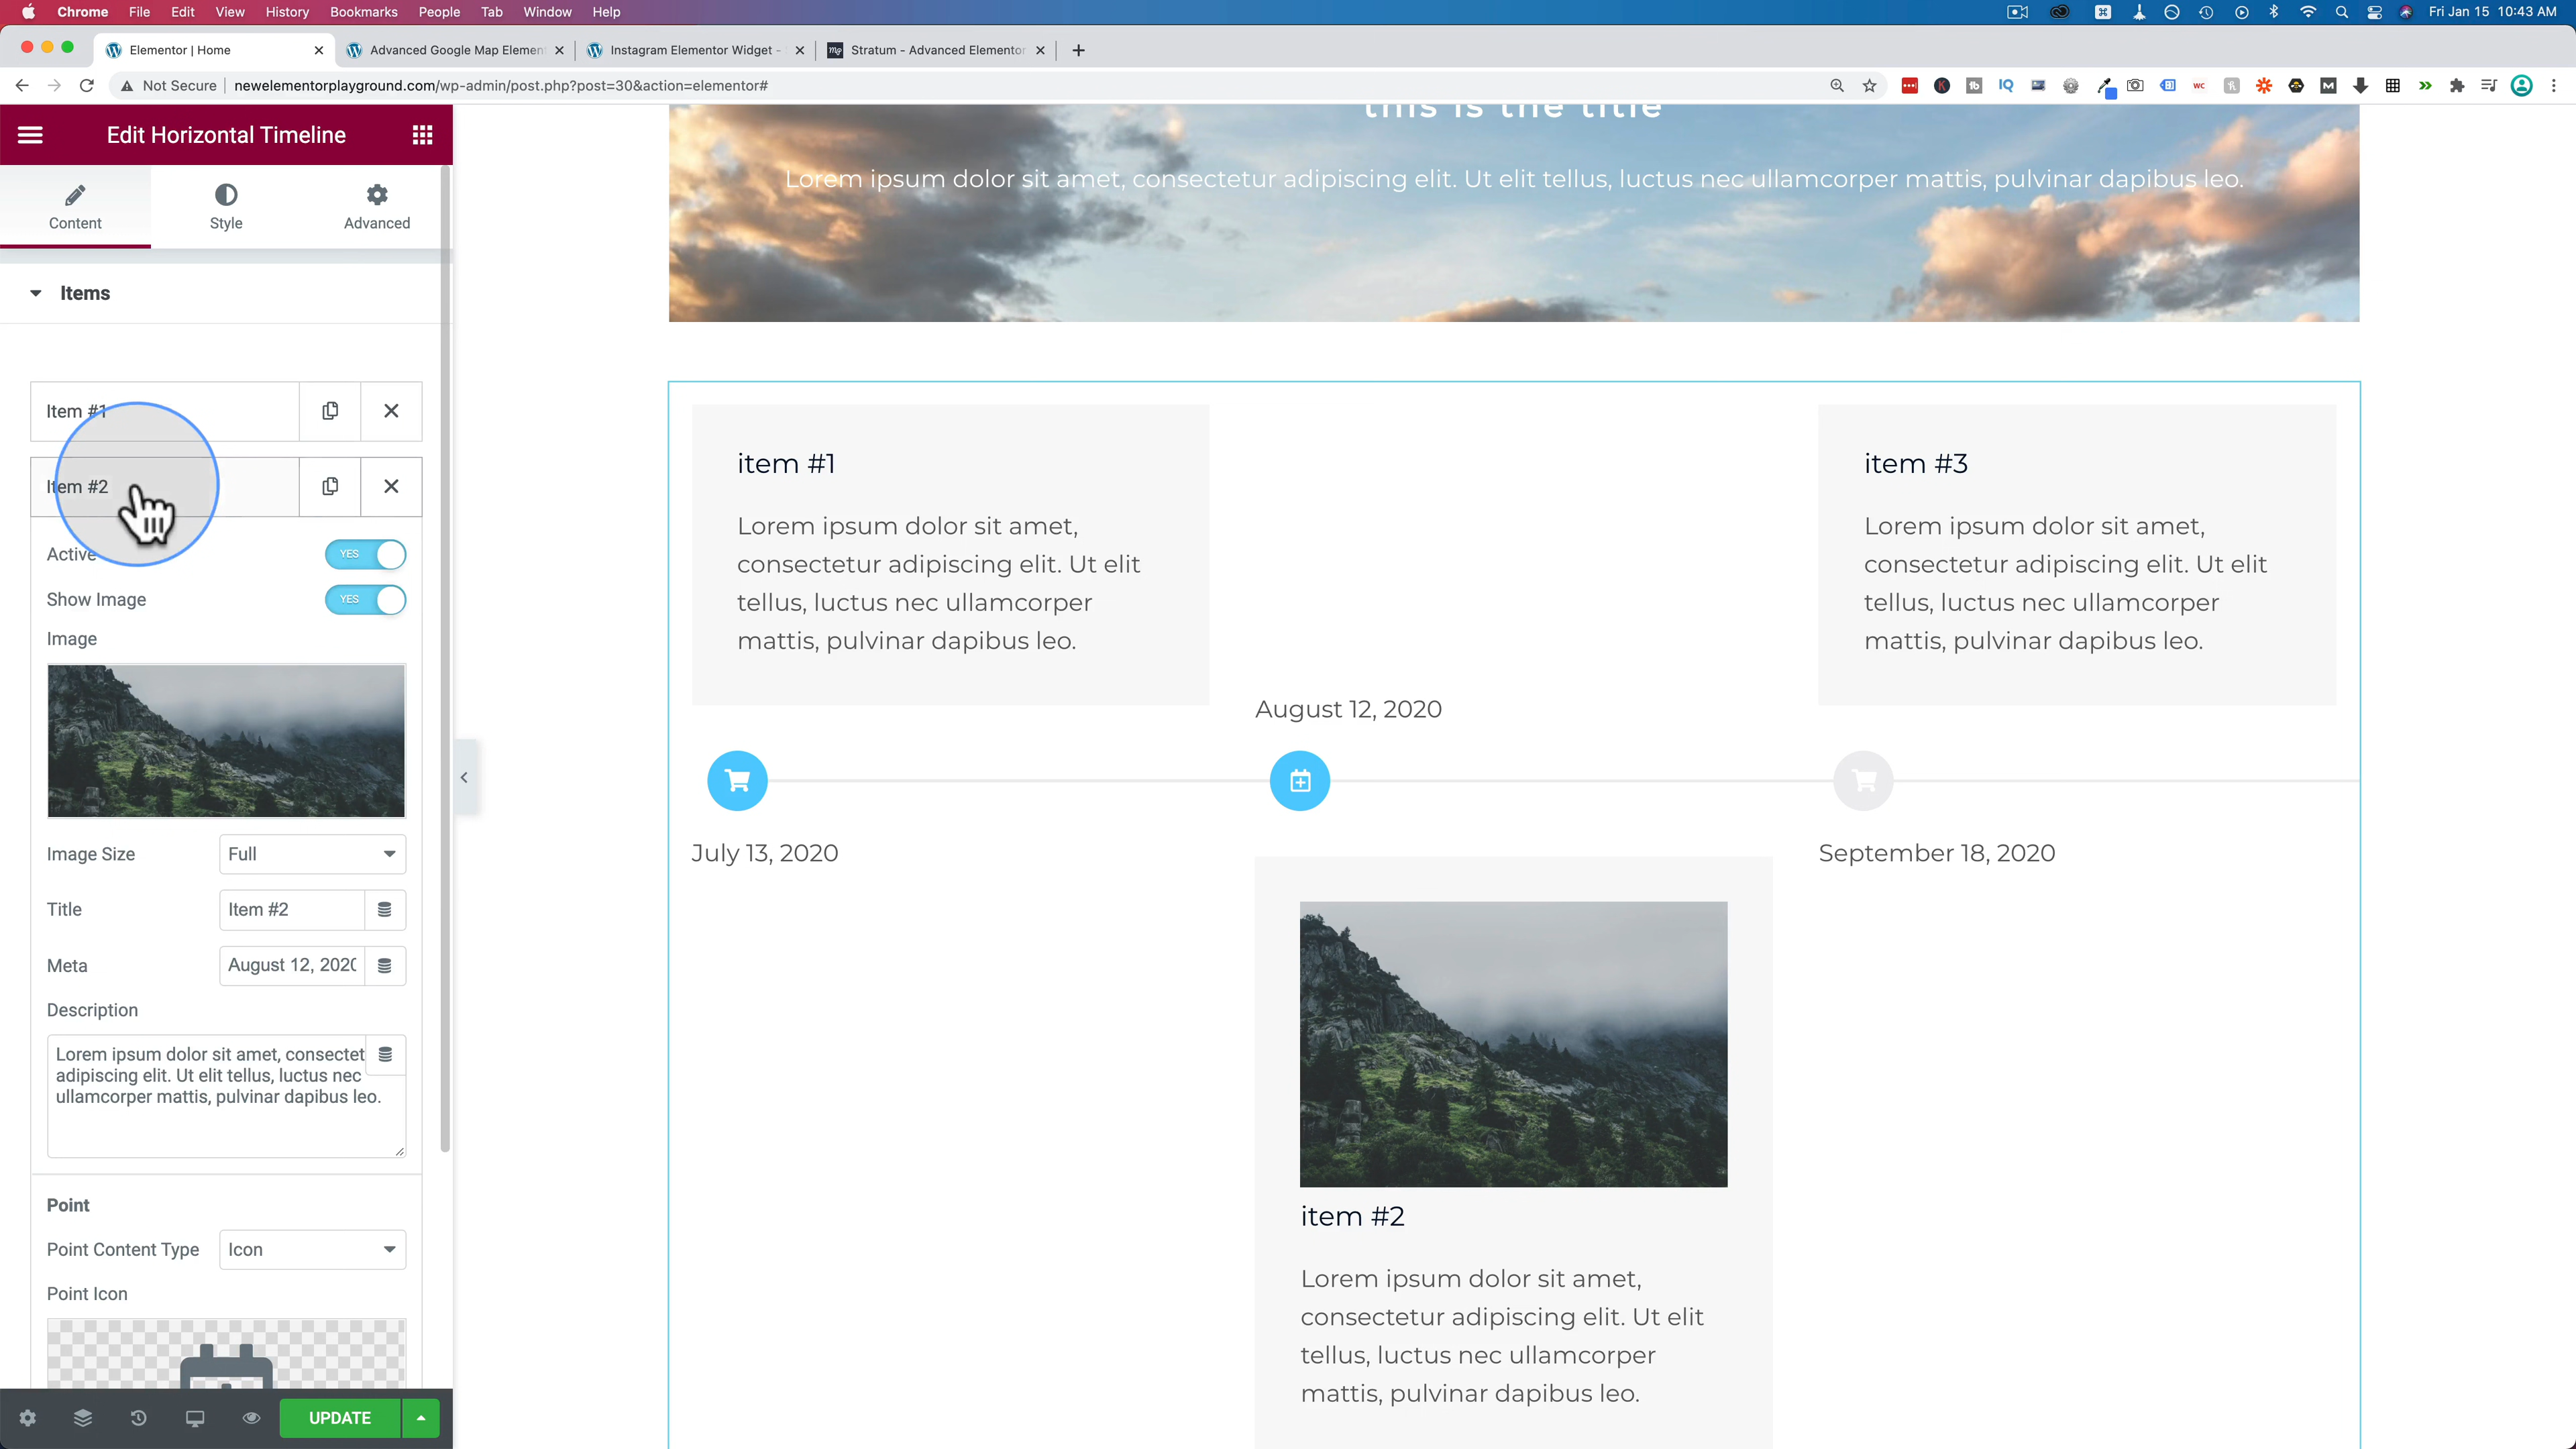 Chrome File Edit View History Bookmarks People Tab Window Help Fri Jan 15 10:43 AM
Elementor | Home Advanced Google Map Element Instagram Elementor Widget - Stratum - Advanced Elementor
Not Secure newelementorplayground.com/wp-admin/post.php?post=30&action=elementor#
Edit Horizontal Timeline
Content Style Advanced
Items
Item #1
Item #2
Active YES
Show Image YES
Image
Image Size Full
Title Item #2
Meta August 12, 2020
Description
Lorem ipsum dolor sit amet, consectet
adipiscing elit. Ut elit tellus, luctus nec
ullamcorper mattis, pulvinar dapibus leo.
Point
Point Content Type Icon
Point Icon
UPDATE
this is the title
Lorem ipsum dolor sit amet, consectetur adipiscing elit. Ut elit tellus, luctus nec ullamcorper mattis, pulvinar dapibus leo.
item #1
Lorem ipsum dolor sit amet,
consectetur adipiscing elit. Ut elit
tellus, luctus nec ullamcorper
mattis, pulvinar dapibus leo.
July 13, 2020
August 12, 2020
item #2
Lorem ipsum dolor sit amet,
consectetur adipiscing elit. Ut elit
tellus, luctus nec ullamcorper
mattis, pulvinar dapibus leo.
item #3
Lorem ipsum dolor sit amet,
consectetur adipiscing elit. Ut elit
tellus, luctus nec ullamcorper
mattis, pulvinar dapibus leo.
September 18, 2020